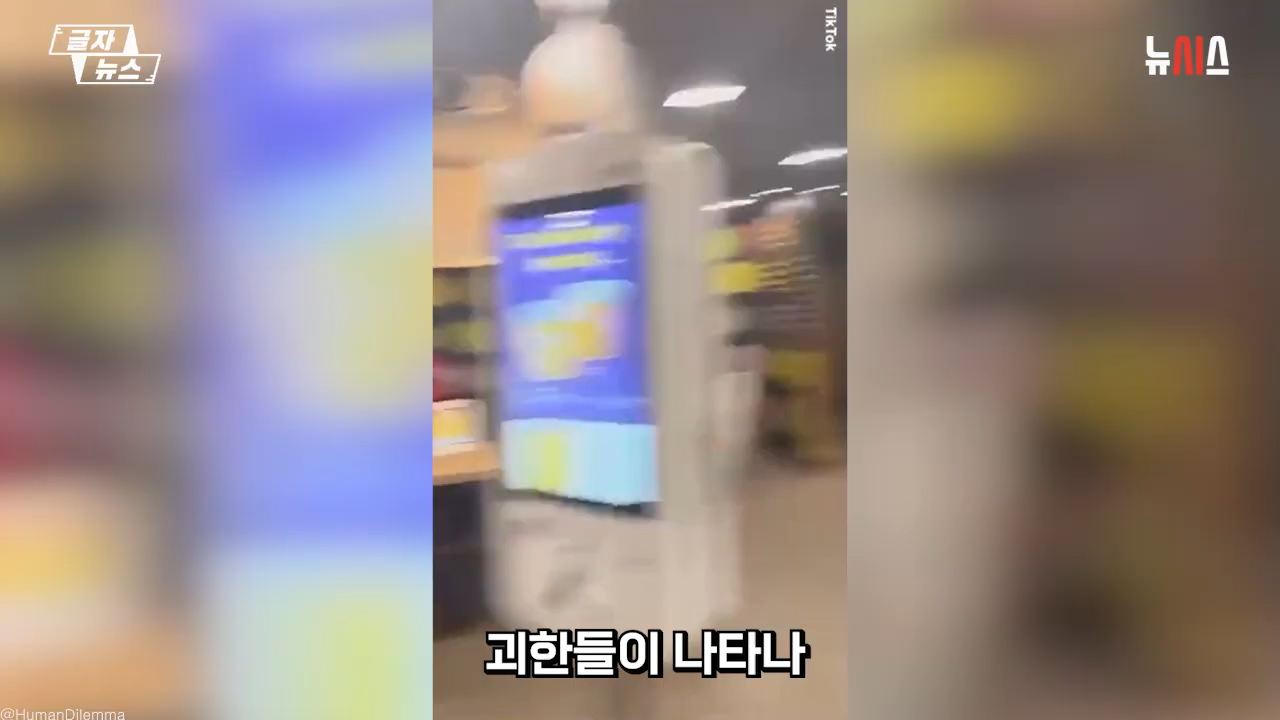 글자
뉴스
TikTok
뉴시스
괴한들이 나타나
@HumanDilemma